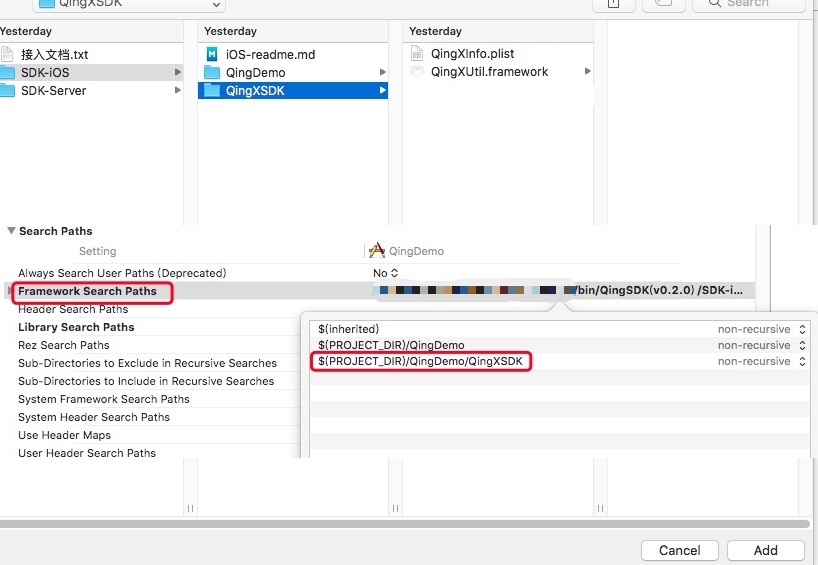 QingXSDK
Search
Yesterday
Yesterday
Yesterday
接入文档.txt
SDK-iOS
SDK-Server
iOS-readme.md
QingDemo
QingXSDK
QingXInfo.plist
QingXUtil.framework
Search Paths
Setting
QingDemo
Always Search User Paths (Deprecated)
No
Framework Search Paths
/bin/QingSDK(v0.2.0) /SDK-i...
Header Search Paths
Library Search Paths
Rez Search Paths
Sub-Directories to Exclude in Recursive Searches
Sub-Directories to Include in Recursive Searches
System Framework Search Paths
System Header Search Paths
Use Header Maps
User Header Search Paths
$(inherited) non-recursive
$(PROJECT_DIR)/QingDemo non-recursive
$(PROJECT_DIR)/QingDemo/QingXSDK non-recursive
Cancel
Add